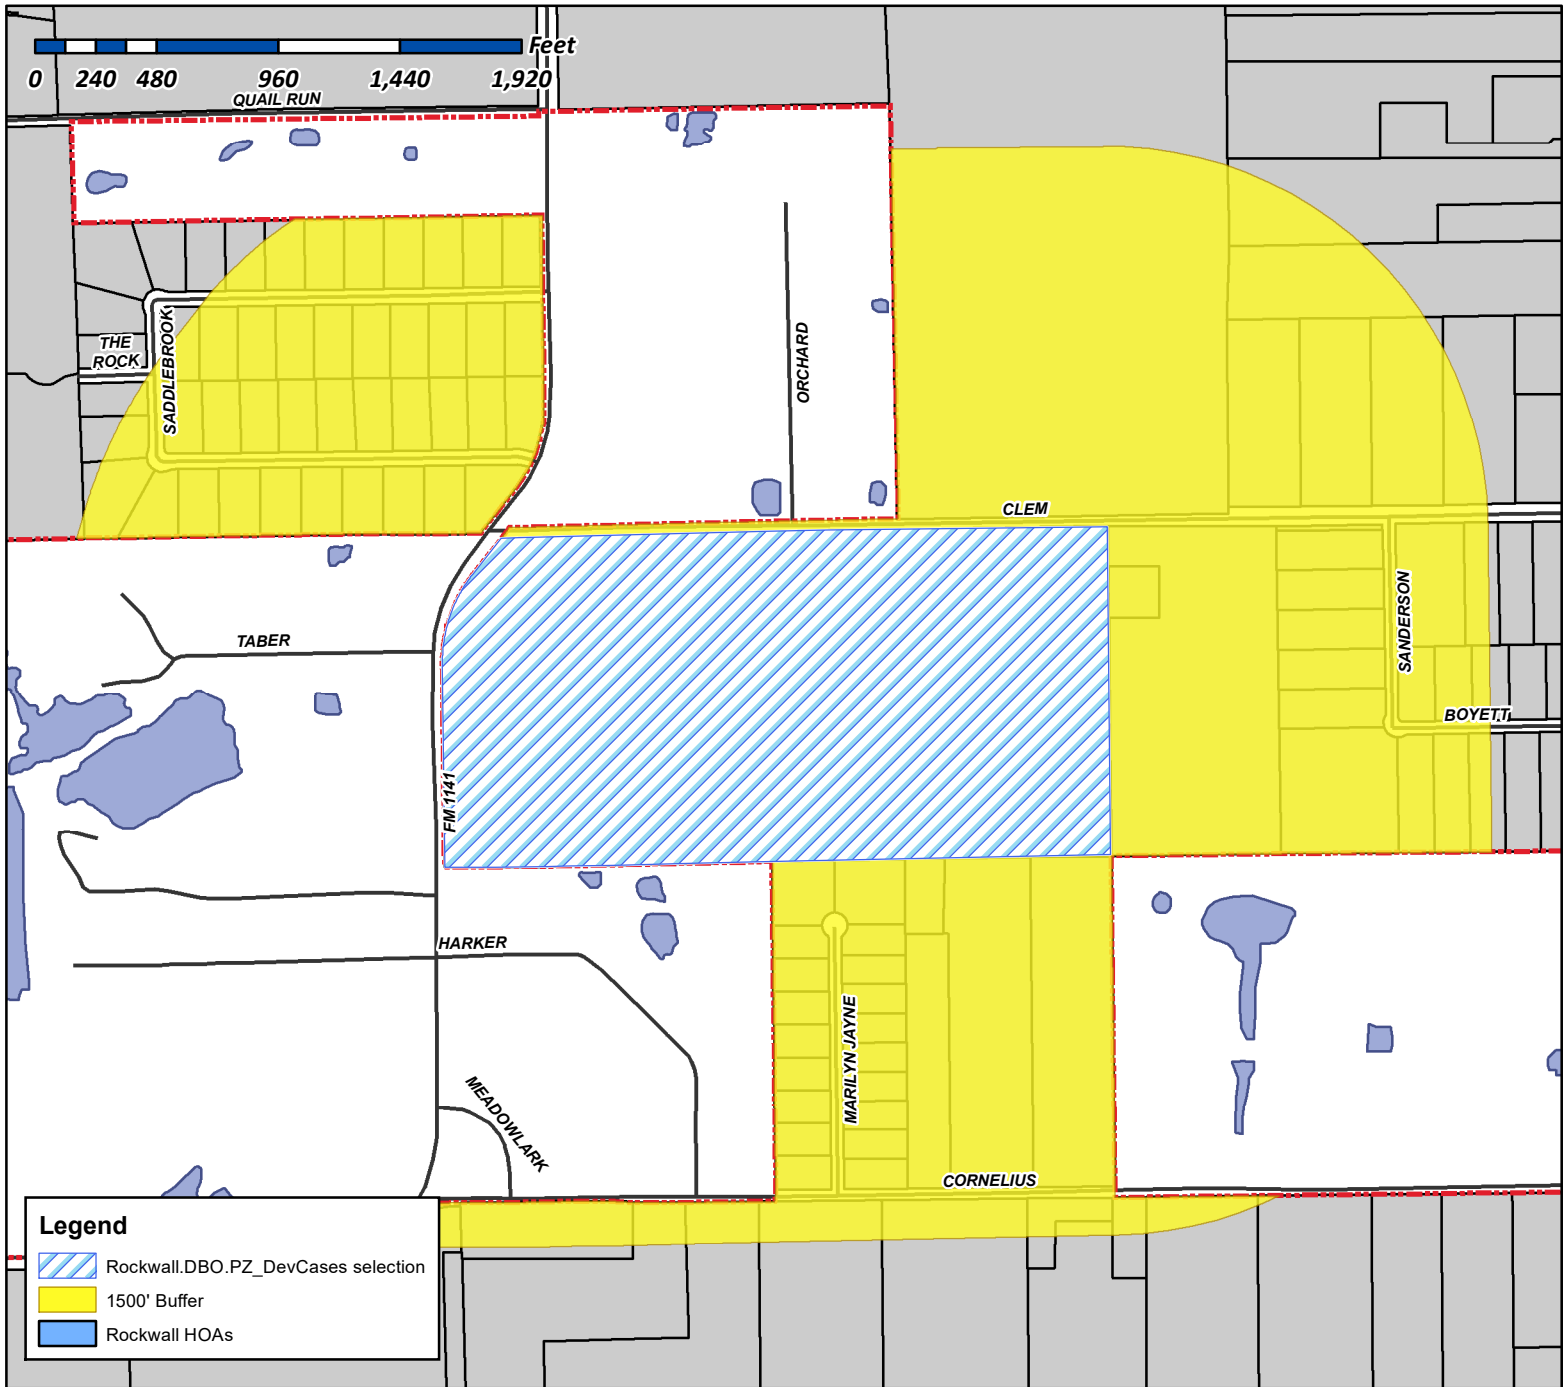 Feet
0 240 480 960 1,440 1,920
QUAIL RUN
THE
ROCK
SADDLEBROOK
ORCHARD
CLEM
TABER
SANDERSON
BOYETT
FM 1141
HARKER
MARILYN JAYNE
MEADOWLARK
CORNELIUS
Legend
Rockwall.DBO.PZ_DevCases selection
1500' Buffer
Rockwall HOAs